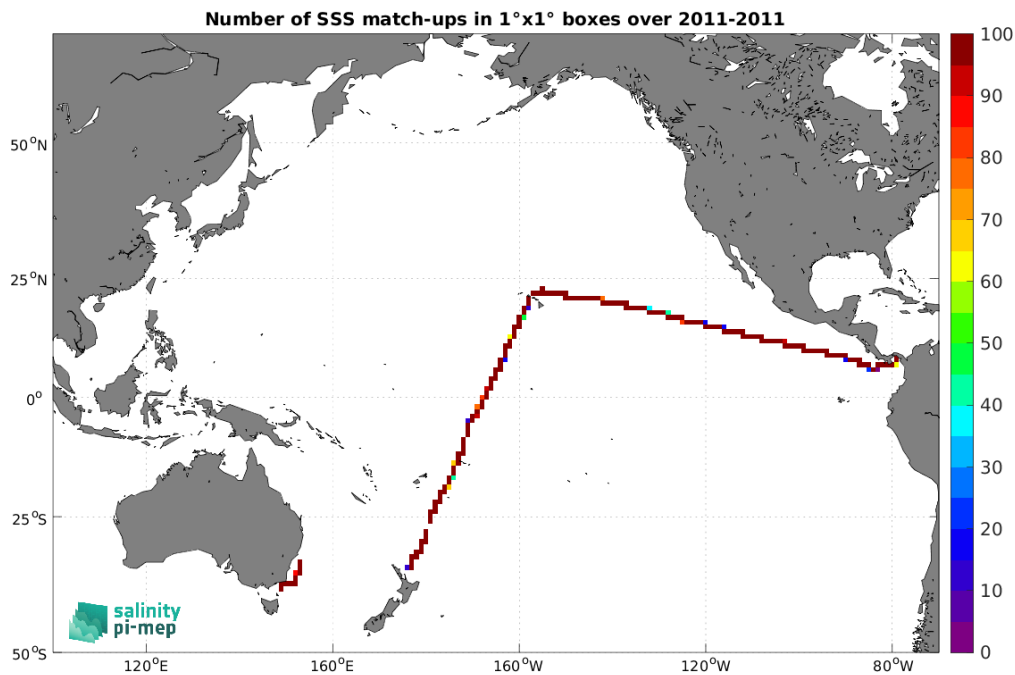 Number of SSS match-ups in 1°x1° boxes over 2011-2011
100
90
80
70
60
50
40
30
20
10
0
50°N
25°N
0°
25°S
50°S
120°E
160°E
160°W
120°W
80°W
salinity
pi-mep